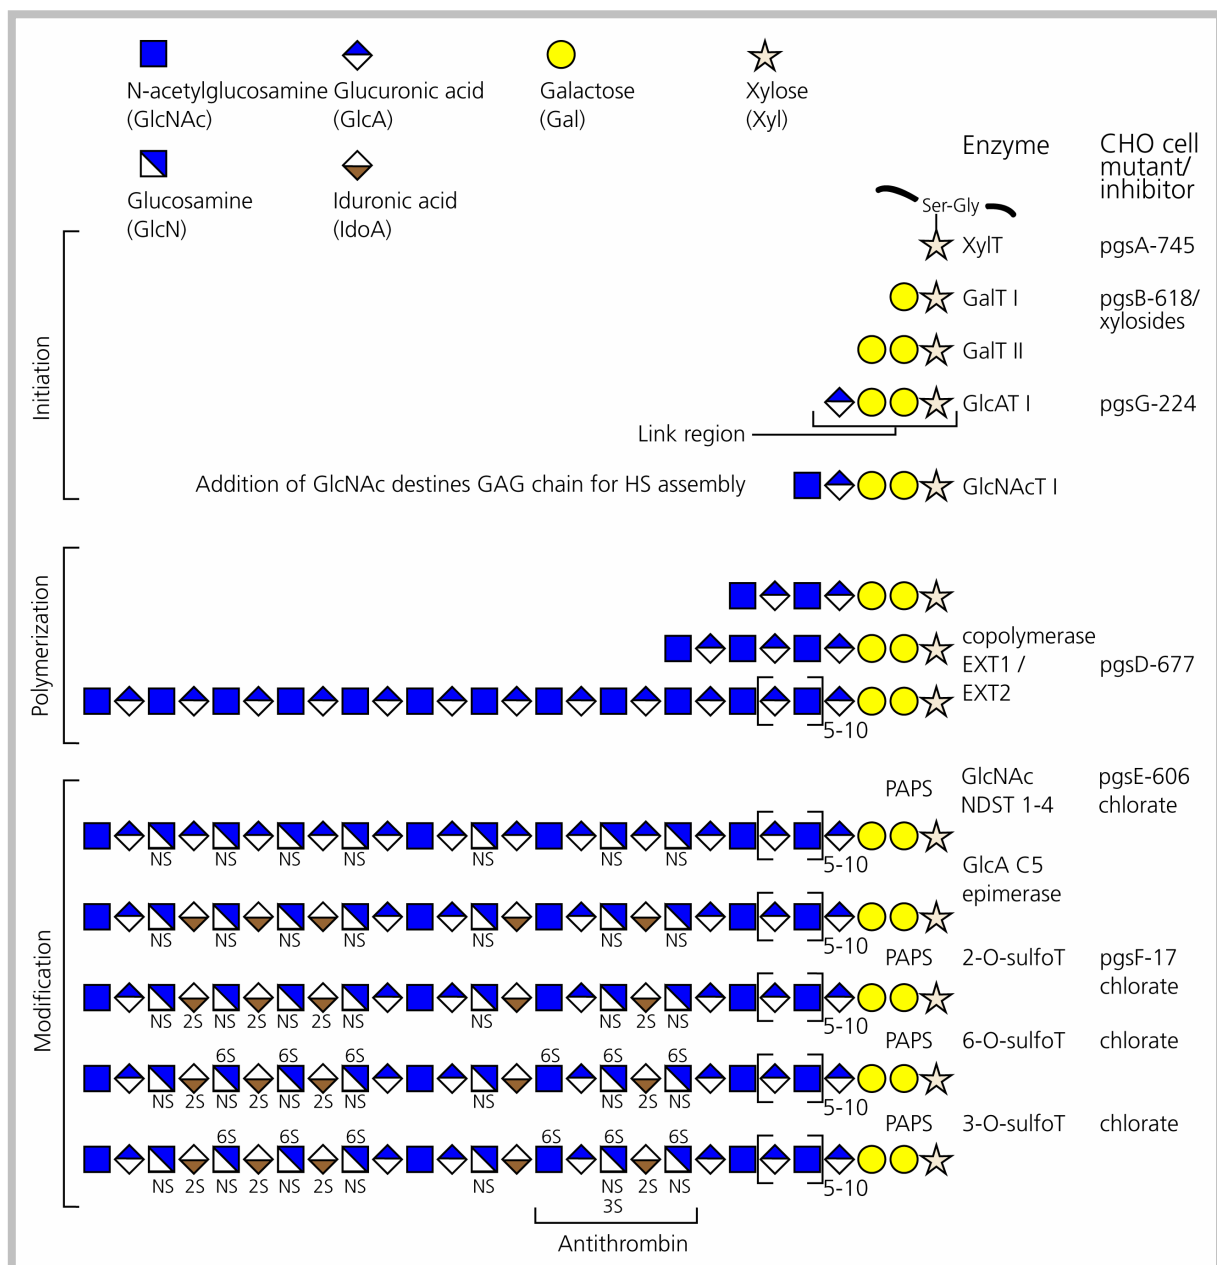 N-acetylglucosamine Glucuronic acid Galactose Xylose
(GlcNAc) (GlcA) (Gal) (Xyl)
Glucosamine Iduronic acid
(GlcN) (IdoA)
Enzyme
CHO cell
mutant/
inhibitor
Ser-Gly
Initiation
XylT pgsA-745
GalT I pgsB-618/
xylosides
GalT II
GlcAT I pgsG-224
Link region
Addition of GlcNAc destines GAG chain for HS assembly GlcNAcT I
Polymerization
copolymerase
EXT1 / pgsD-677
EXT2
5-10
Modification
PAPS GlcNAc pgsE-606
NDST 1-4 chlorate
NS NS NS NS NS NS NS 5-10
GlcA C5
epimerase
NS NS NS NS NS NS NS 5-10
PAPS 2-O-sulfoT pgsF-17
chlorate
NS 2S NS 2S NS 2S NS NS NS 2S NS 5-10
PAPS 6-O-sulfoT chlorate
6S 6S 6S 6S 6S 6S
NS 2S NS 2S NS 2S NS NS NS 2S NS 5-10
PAPS 3-O-sulfoT chlorate
6S 6S 6S 6S 6S 6S
NS 2S NS 2S NS 2S NS NS NS 2S NS 5-10
3S
Antithrombin